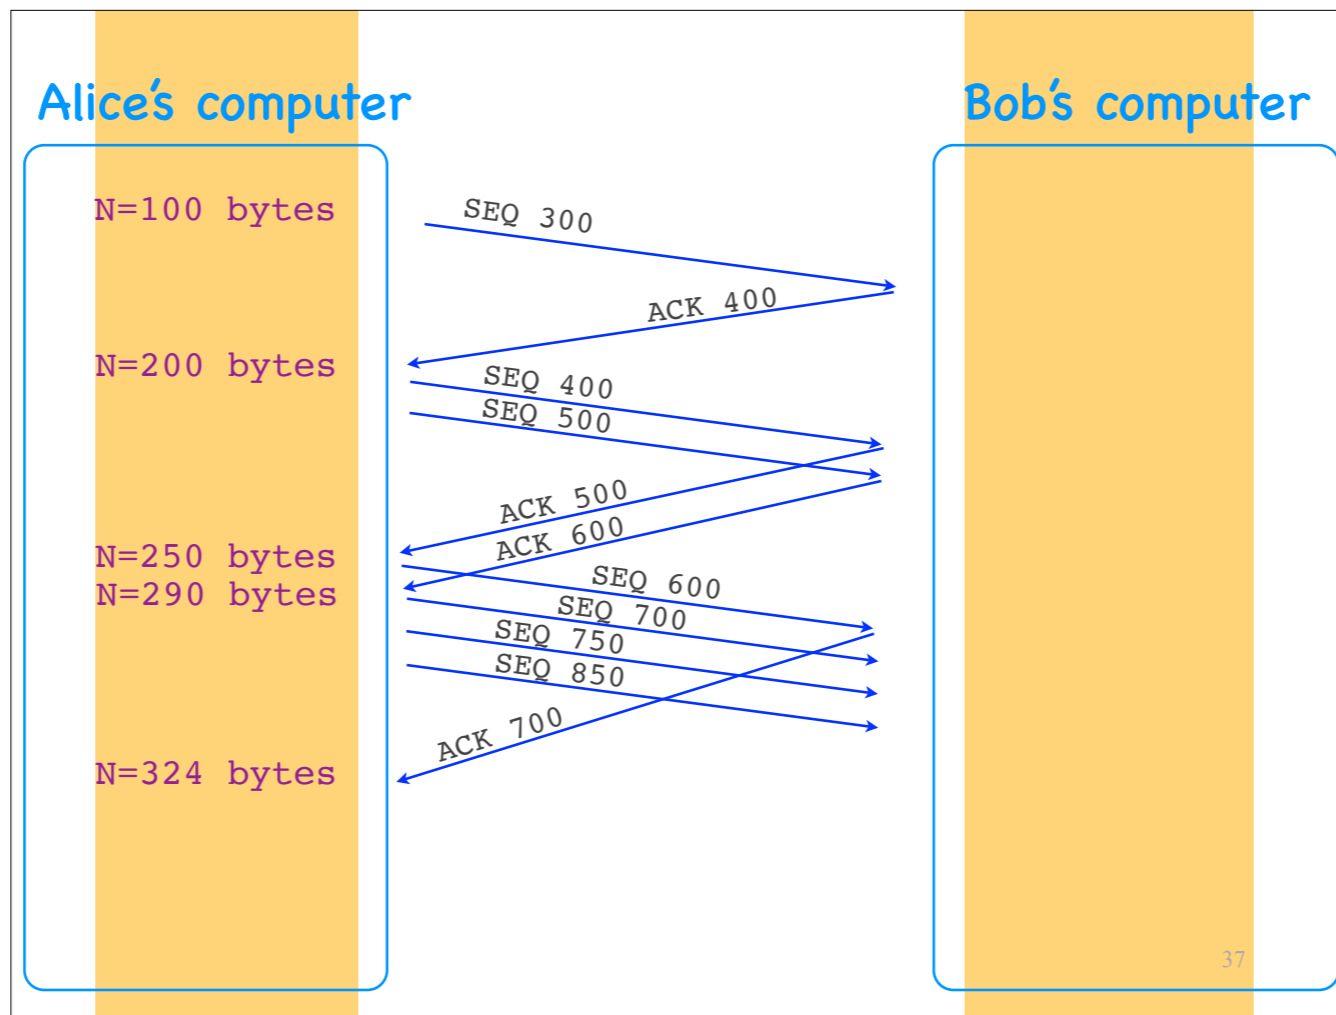 Alice's computer
Bob's computer
N=100 bytes
SEQ 300
ACK 400
N=200 bytes
SEQ 400
SEQ 500
ACK 500
ACK 600
N=250 bytes
N=290 bytes
SEQ 600
SEQ 700
SEQ 750
SEQ 850
ACK 700
N=324 bytes
37